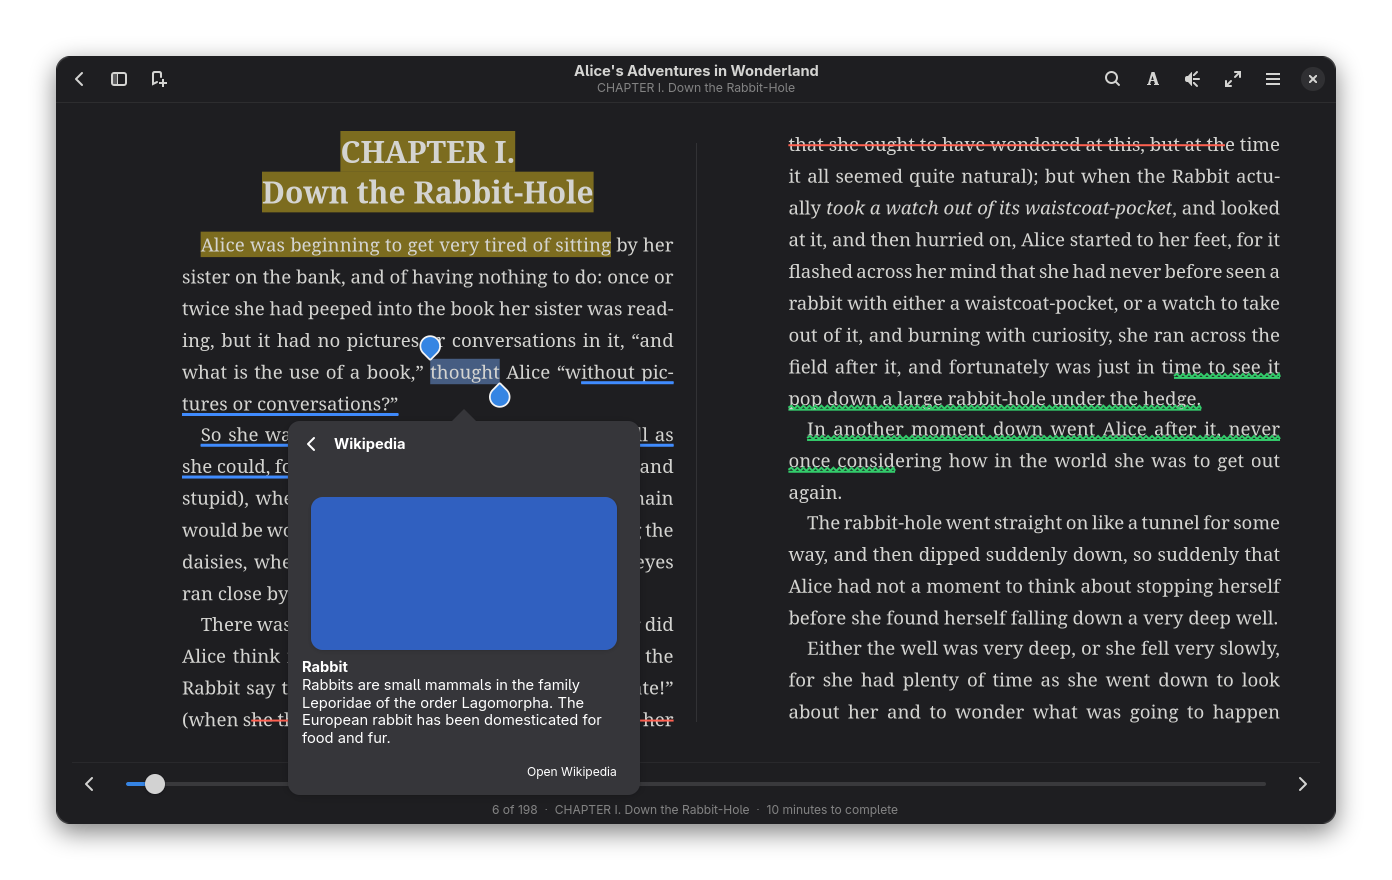 Alice's Adventures in Wonderland
CHAPTER I. Down the Rabbit-Hole
A
CHAPTER I.
Down the Rabbit-Hole
Alice was beginning to get very tired of sitting by her
sister on the bank, and of having nothing to do: once or
twice she had peeped into the book her sister was read-
ing, but it had no pictures conversations in it, “and
what is the use of a book,” thought Alice “without pic-
tures or conversations?”
So she as
she could, and
stupid),
would be the
daisies, eyes
ran close by
There was did
Alice think the
Rabbit say
(when she her
Wikipedia
Rabbit
Rabbits are small mammals in the family
Leporidae of the order Lagomorpha. The
European rabbit has been domesticated for
food and fur.
Open Wikipedia
that she ought to have wondered at this, but at the time
it all seemed quite natural); but when the Rabbit actu-
ally took a watch out of its waistcoat-pocket, and looked
at it, and then hurried on, Alice started to her feet, for it
flashed across her mind that she had never before seen a
rabbit with either a waistcoat-pocket, or a watch to take
out of it, and burning with curiosity, she ran across the
field after it, and fortunately was just in time to see it
pop down a large rabbit-hole under the hedge.
In another moment down went Alice after it, never
once considering how in the world she was to get out
again.
The rabbit-hole went straight on like a tunnel for some
way, and then dipped suddenly down, so suddenly that
Alice had not a moment to think about stopping herself
before she found herself falling down a very deep well.
Either the well was very deep, or she fell very slowly,
for she had plenty of time as she went down to look
about her and to wonder what was going to happen
6 of 198 · CHAPTER I. Down the Rabbit-Hole · 10 minutes to complete